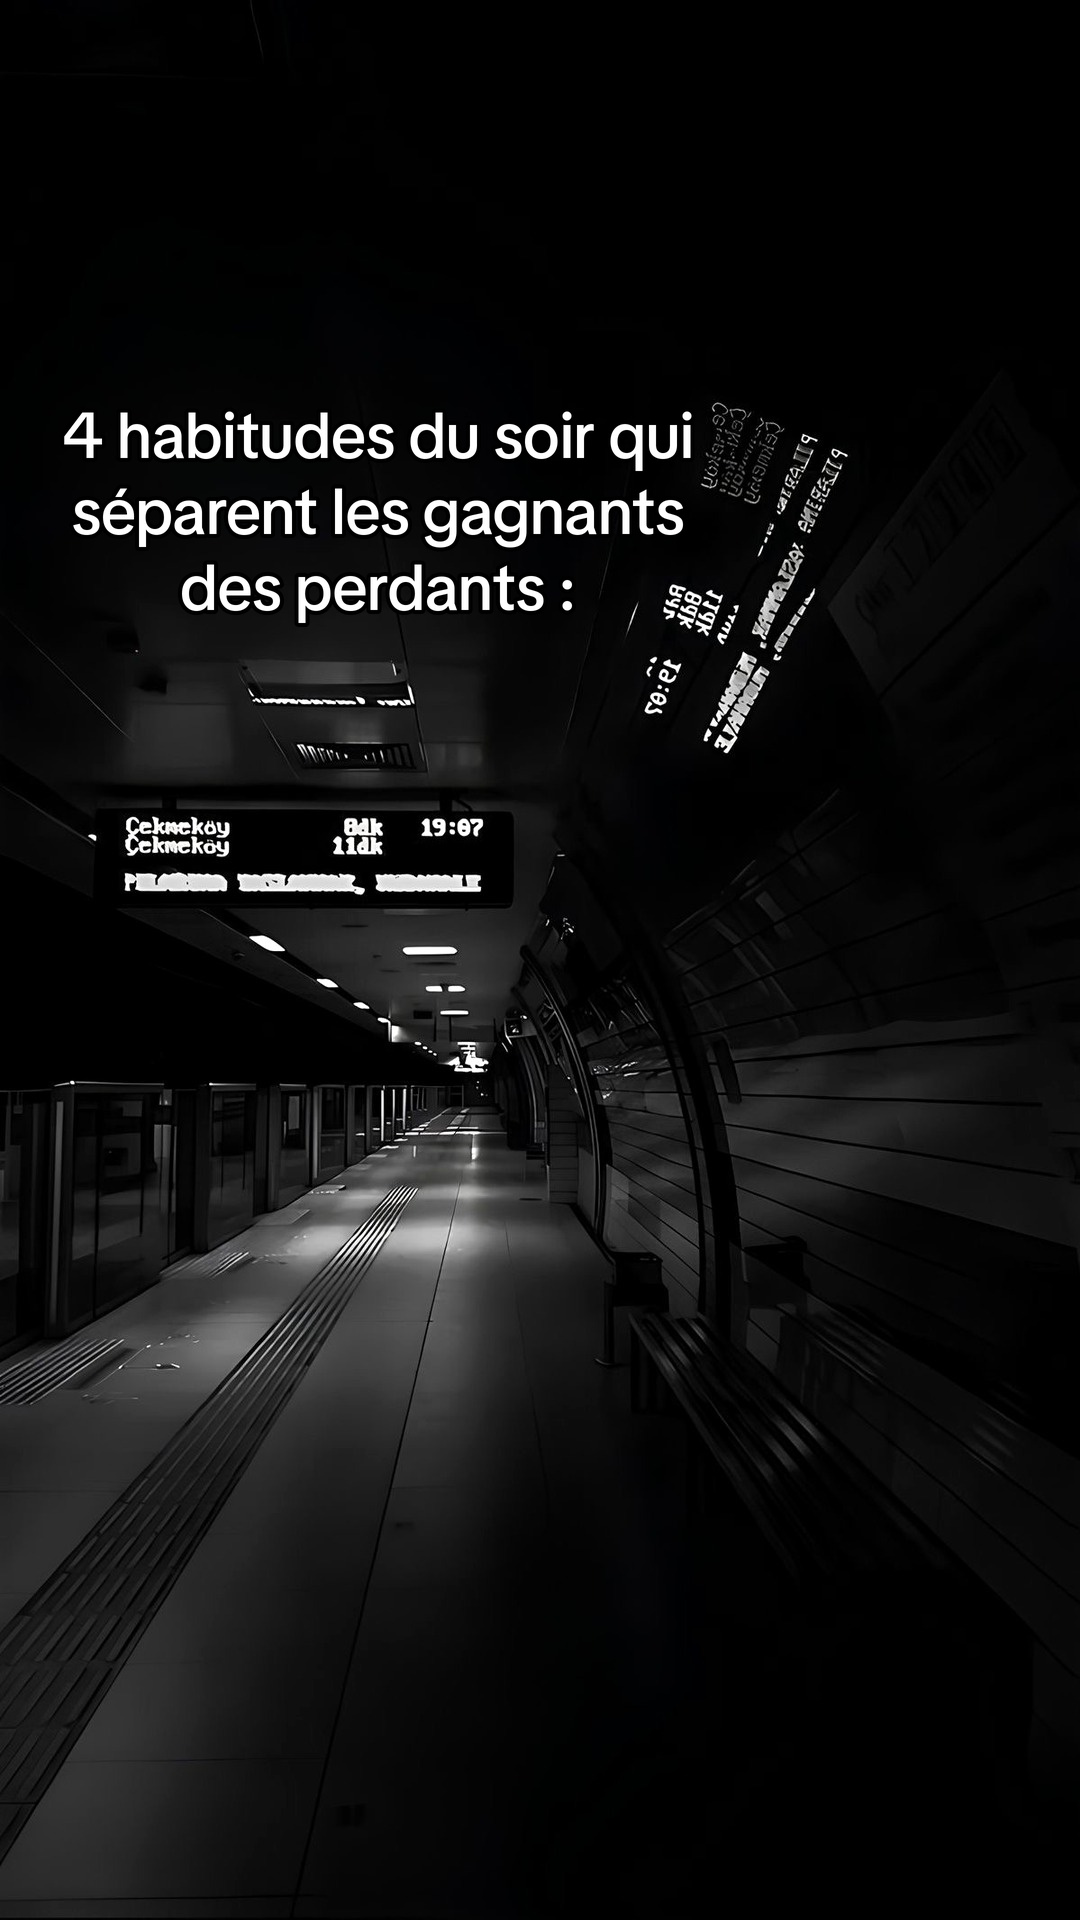 4 habitudes du soir qui
séparent les gagnants
des perdants :
Çekmeköy 8dk 19:07
Çekmeköy 11dk